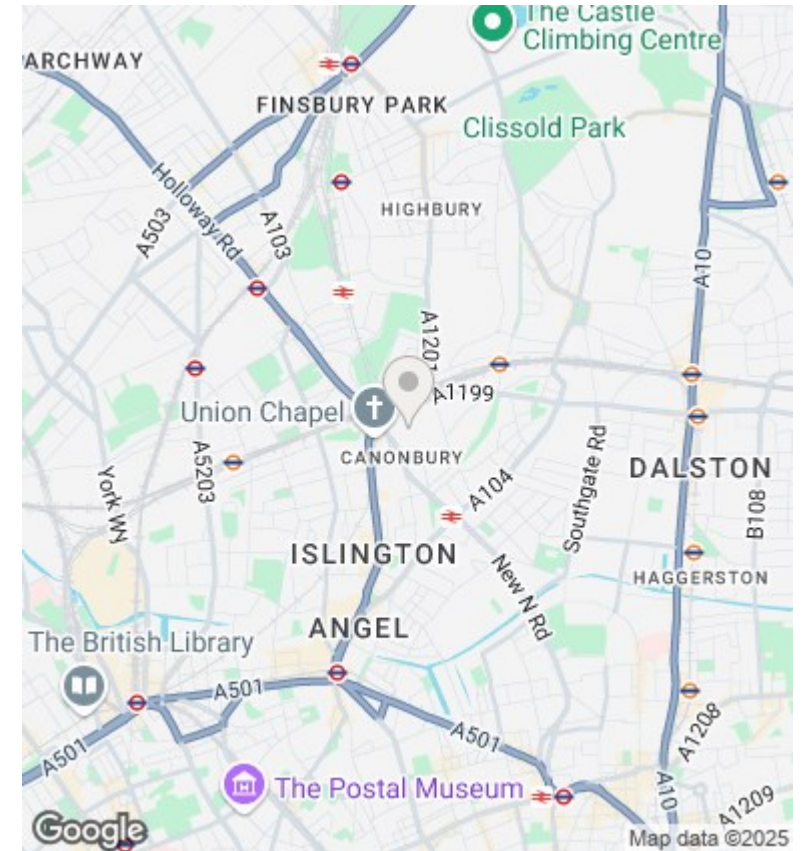 The Castle
Climbing Centre
ARCHWAY
FINSBURY PARK
Clissold Park
Holloway Rd
A503
A103
HIGHBURY
A10
A1201
A1199
Union Chapel
CANONBURY
A5203
York WN
A104
Southgate Rd
DALSTON
B108
ISLINGTON
New N Rd
HAGGERSTON
ANGEL
The British Library
A501
A501
A501
A1208
The Postal Museum
A10
A1209
Google
Map data ©2025